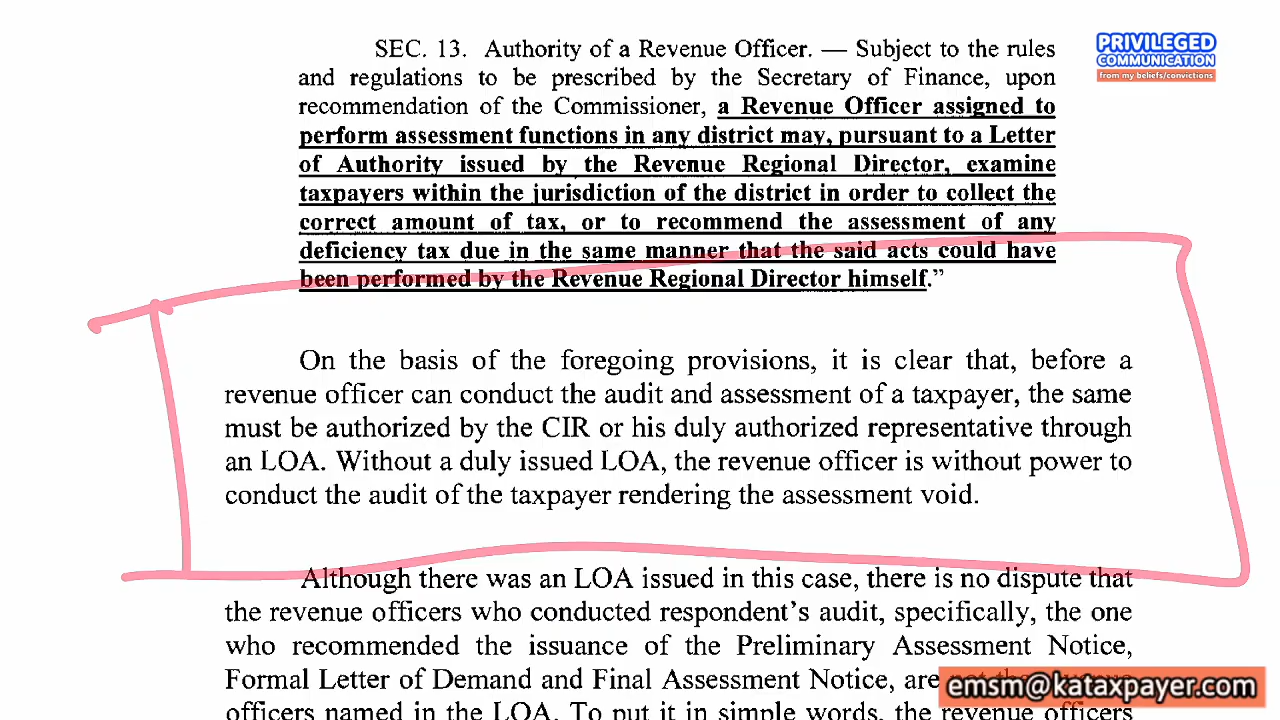 SEC. 13. Authority of a Revenue Officer. — Subject to the rules
and regulations to be prescribed by the Secretary of Finance, upon
recommendation of the Commissioner, a Revenue Officer assigned to
perform assessment functions in any district may, pursuant to a Letter
of Authority issued by the Revenue Regional Director, examine
taxpayers within the jurisdiction of the district in order to collect the
correct amount of tax, or to recommend the assessment of any
deficiency tax due in the same manner that the said acts could have
been performed by the Revenue Regional Director himself.”
On the basis of the foregoing provisions, it is clear that, before a
revenue officer can conduct the audit and assessment of a taxpayer, the same
must be authorized by the CIR or his duly authorized representative through
an LOA. Without a duly issued LOA, the revenue officer is without power to
conduct the audit of the taxpayer rendering the assessment void.
Although there was an LOA issued in this case, there is no dispute that
the revenue officers who conducted respondent’s audit, specifically, the one
who recommended the issuance of the Preliminary Assessment Notice,
Formal Letter of Demand and Final Assessment Notice, are
officers named in the LOA. To put it in simple words, the revenue officers
PRIVILEGED
COMMUNICATION
from my beliefs/convictions
emsm@kataxpayer.com